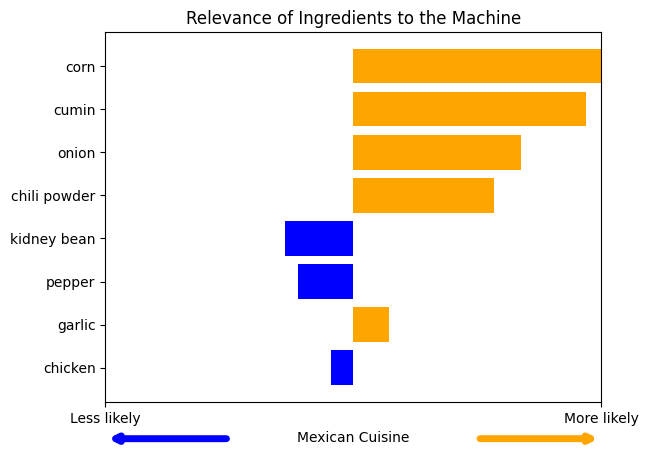 Relevance of Ingredients to the Machine
corn
cumin
onion
chili powder
kidney bean
pepper
garlic
chicken
Less likely
More likely
Mexican Cuisine